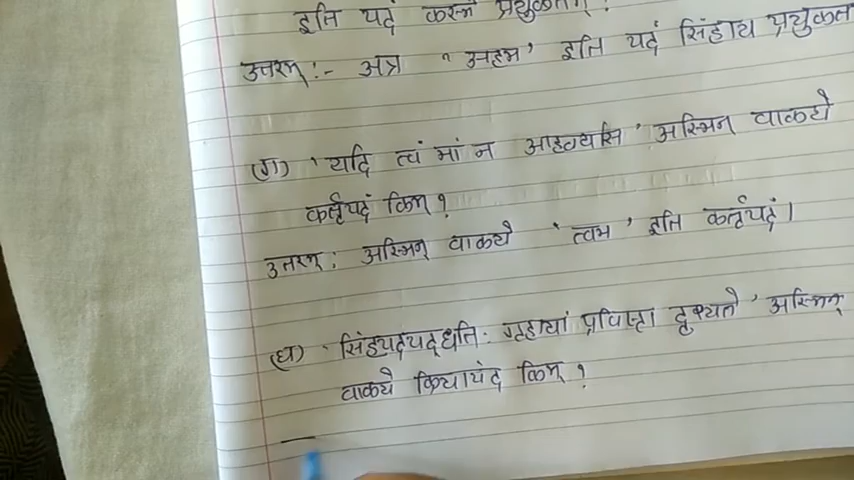 इति पदं कस्मै प्रयुक्तम्?
उत्तरम्:- अत्र 'अहम' इति पदं सिंहाय प्रयुक्त
(ग) 'यदि त्वं मां न आह्वयसि' अस्मिन् वाक्ये
कर्तृपदं किम्?
उत्तरम्: अस्मिन् वाक्ये 'त्वम' इति कर्तृपदं।
(घ) 'सिंहपदपद्धति: गुहायां प्रविष्टा दृश्यते' अस्मिन्
वाक्ये क्रियापंद किम्?